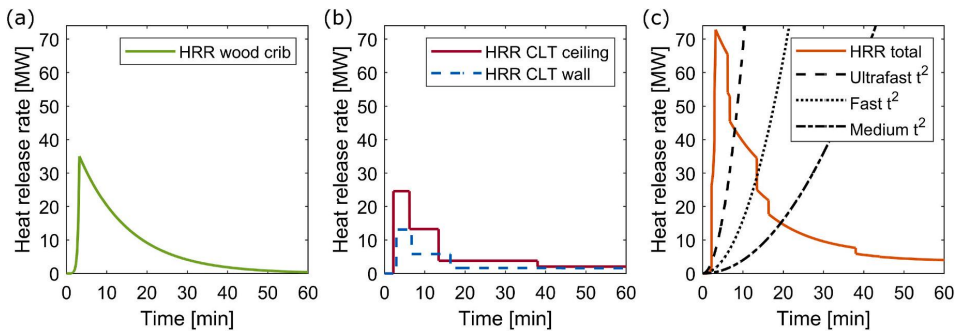 (a)
HRR wood crib
Heat release rate [MW]
70
60
50
40
30
20
10
0
0 10 20 30 40 50 60
Time [min]
(b)
HRR CLT ceiling
HRR CLT wall
Heat release rate [MW]
70
60
50
40
30
20
10
0
0 10 20 30 40 50 60
Time [min]
(c)
HRR total
Ultrafast t²
Fast t²
Medium t²
Heat release rate [MW]
70
60
50
40
30
20
10
0
0 10 20 30 40 50 60
Time [min]